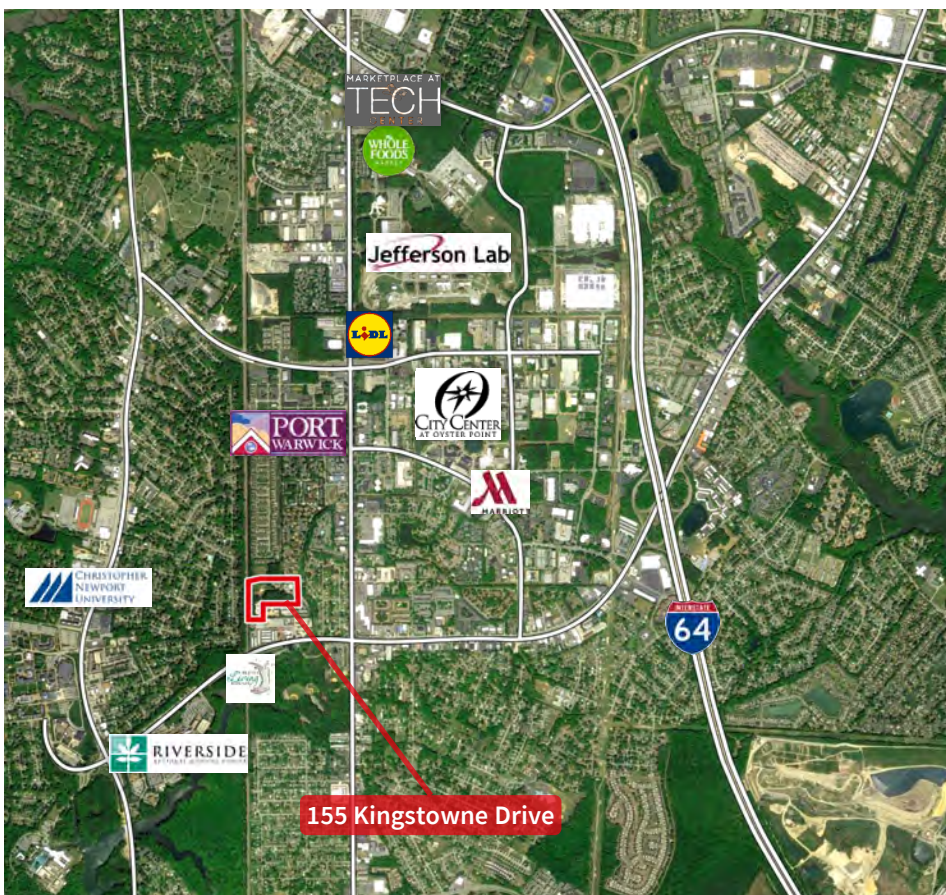 MARKETPLACE AT
TECH
CENTER
WHOLE
FOODS
MARKET
Jefferson Lab
LIDL
CITY CENTER
AT OYSTER POINT
PORT
WARWICK
MARRIOTT
CHRISTOPHER
NEWPORT
UNIVERSITY
INTERSTATE
64
Living
RIVERSIDE
155 Kingstowne Drive